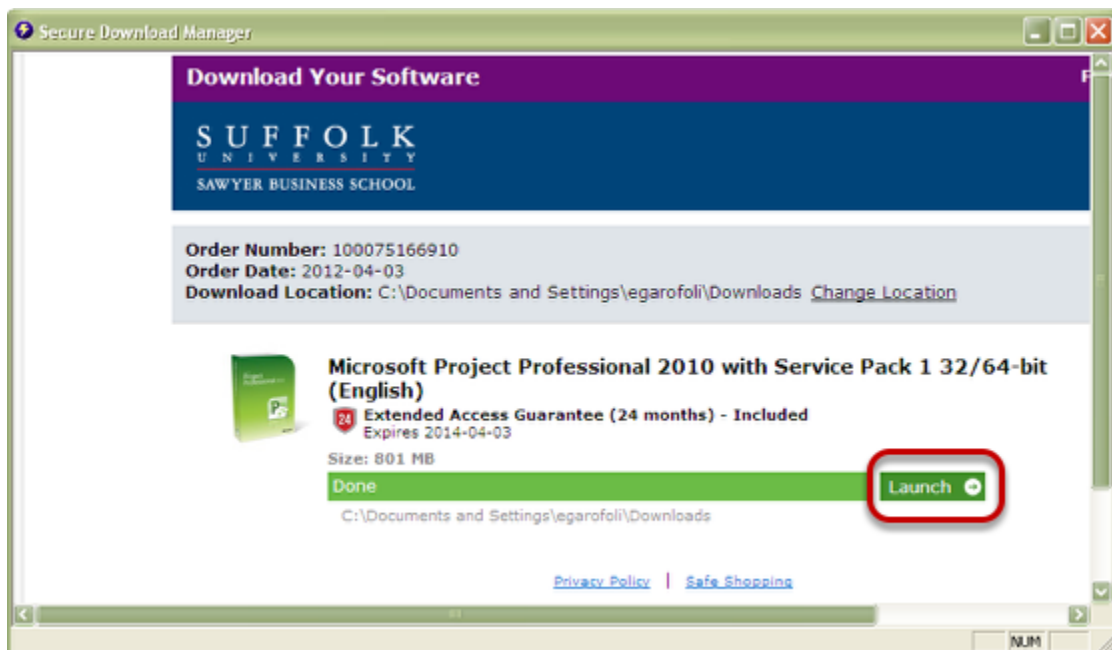 Secure Download Manager
Download Your Software
SUFFOLK
UNIVERSITY
SAWYER BUSINESS SCHOOL
Order Number: 100075166910
Order Date: 2012-04-03
Download Location: C:\Documents and Settings\egarofoli\Downloads Change Location
Microsoft Project Professional 2010 with Service Pack 1 32/64-bit
(English)
24 Extended Access Guarantee (24 months) - Included
Expires 2014-04-03
Size: 801 MB
Done Launch
C:\Documents and Settings\egarofoli\Downloads
Privacy Policy | Safe Shopping
NUM